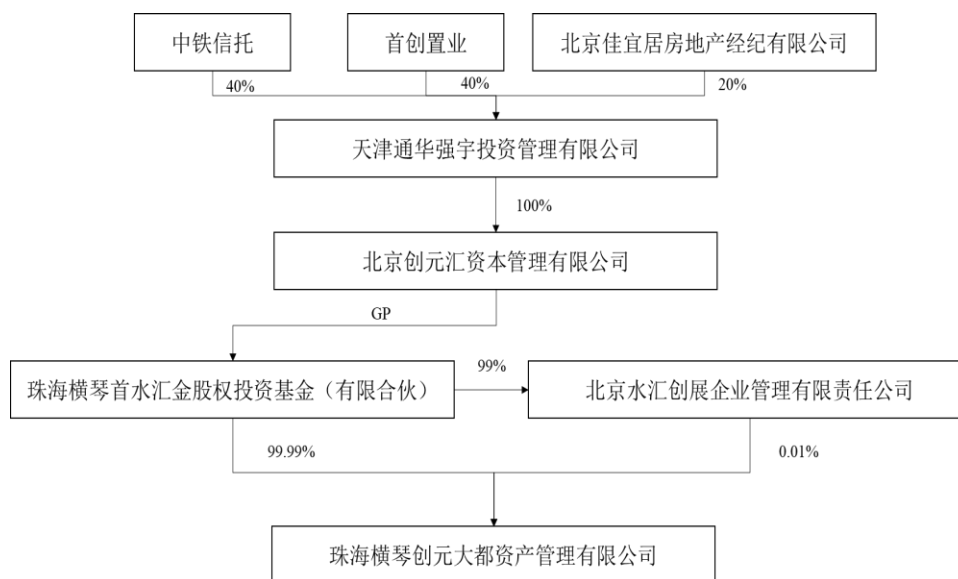 中铁信托
首创置业
北京佳宜居房地产经纪有限公司
40%
40%
20%
天津通华强宇投资管理有限公司
100%
北京创元汇资本管理有限公司
GP
珠海横琴首水汇金股权投资基金（有限合伙）
99%
北京水汇创展企业管理有限责任公司
99.99%
0.01%
珠海横琴创元大都资产管理有限公司